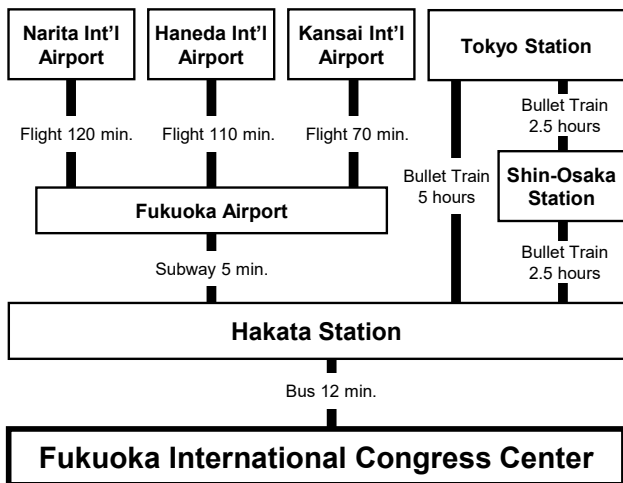 Narita Int'l
Airport
Haneda Int'l
Airport
Kansai Int'l
Airport
Tokyo Station
Flight 120 min.
Flight 110 min.
Flight 70 min.
Bullet Train
2.5 hours
Bullet Train
5 hours
Shin-Osaka
Station
Fukuoka Airport
Bullet Train
2.5 hours
Subway 5 min.
Hakata Station
Bus 12 min.
Fukuoka International Congress Center